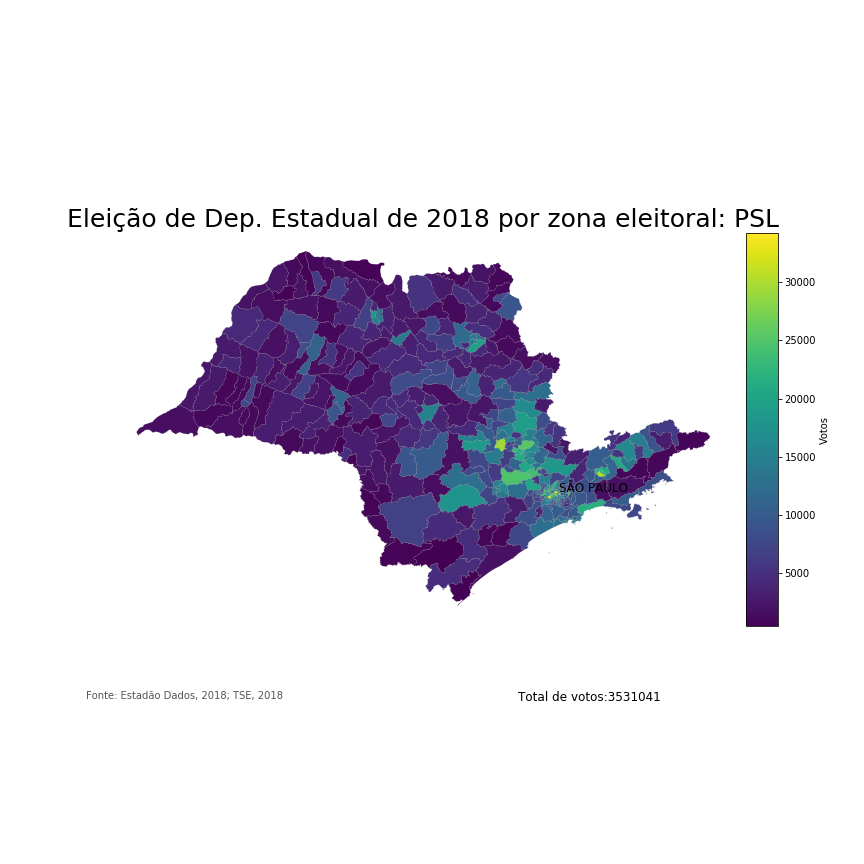 Eleição de Dep. Estadual de 2018 por zona eleitoral: PSL
30000
25000
20000
15000
10000
5000
Votos
SÃO PAULO
Fonte: Estadão Dados, 2018; TSE, 2018
Total de votos:3531041